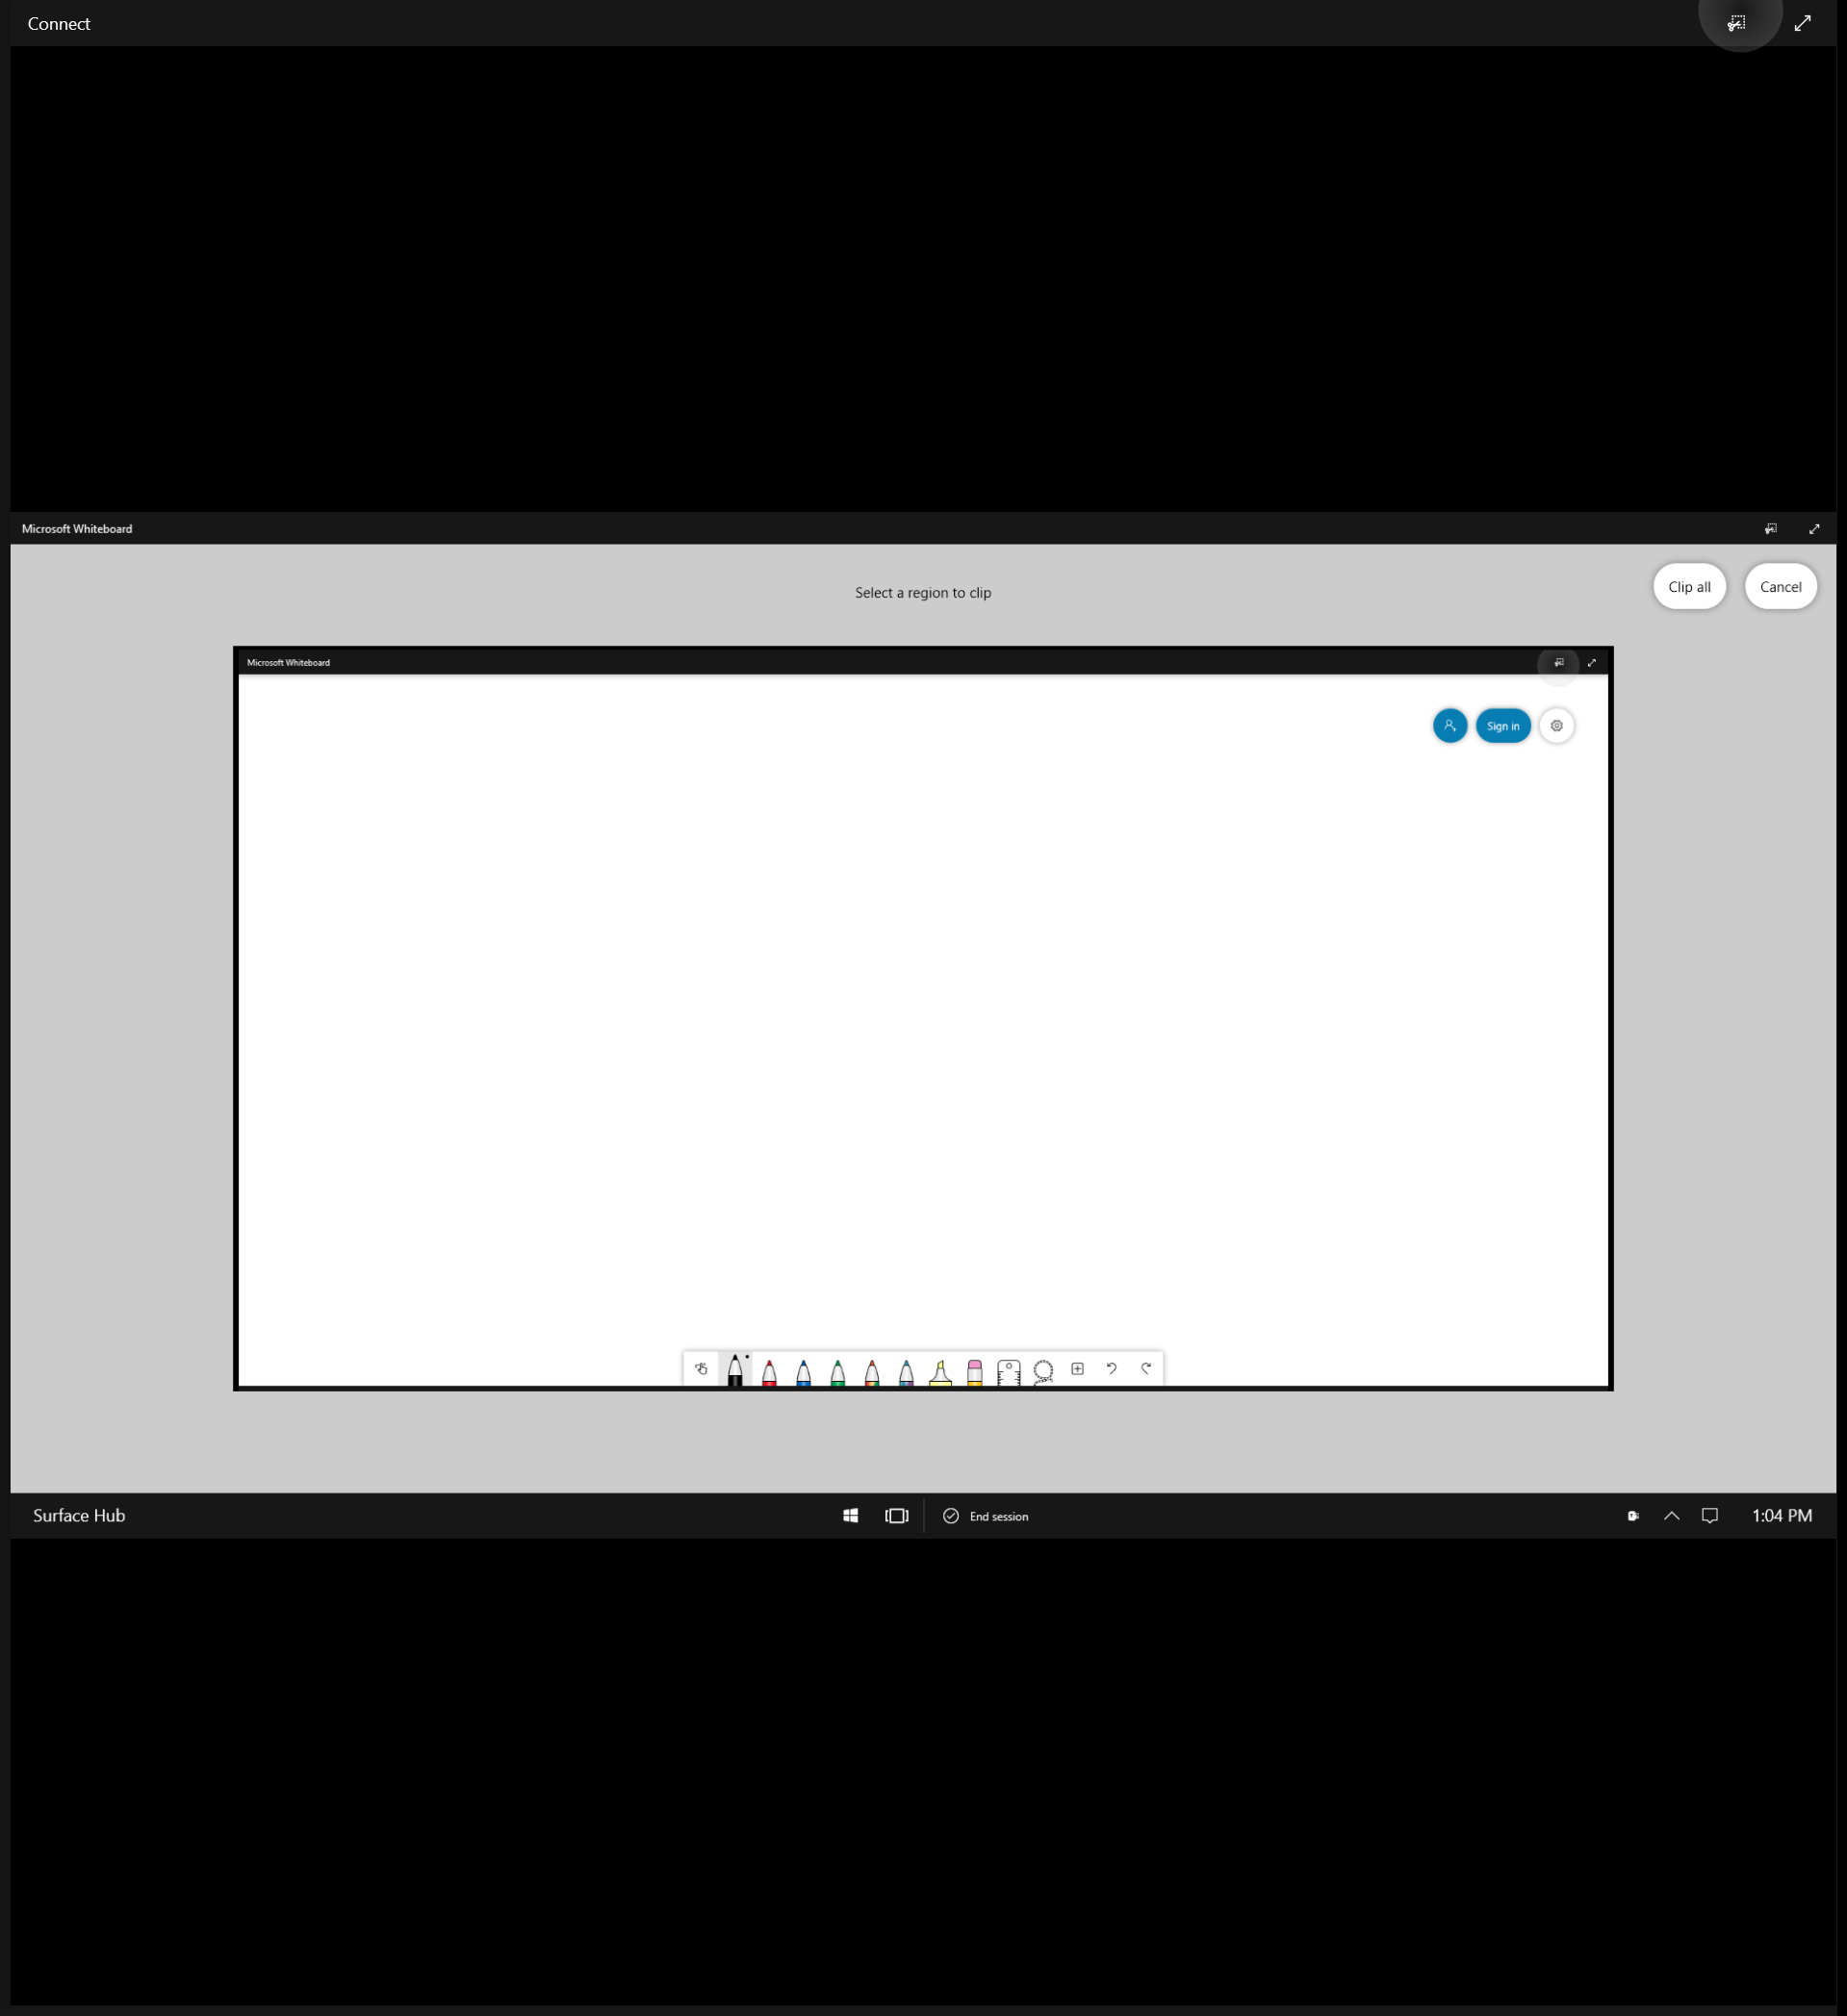 Connect
Microsoft Whiteboard
Select a region to clip
Clip all
Cancel
Microsoft Whiteboard
Sign in
Surface Hub
End session
1:04 PM